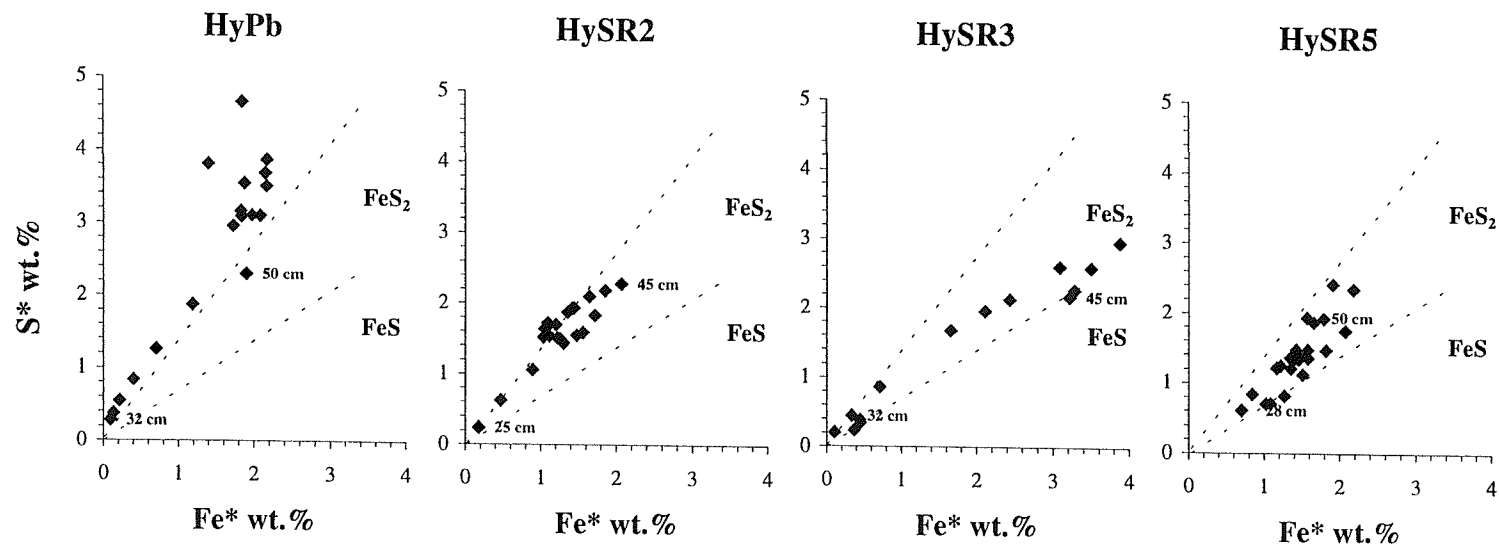 HyPb
HySR2
HySR3
HySR5
S* wt.%
5
4
3
2
1
0
FeS₂
50 cm
FeS
32 cm
0 1 2 3 4
Fe* wt.%
5
4
3
2
1
0
FeS₂
45 cm
FeS
25 cm
0 1 2 3 4
Fe* wt.%
5
4
3
2
1
0
FeS₂
45 cm
FeS
32 cm
0 1 2 3 4
Fe* wt.%
5
4
3
2
1
0
FeS₂
50 cm
FeS
28 cm
0 1 2 3 4
Fe* wt.%